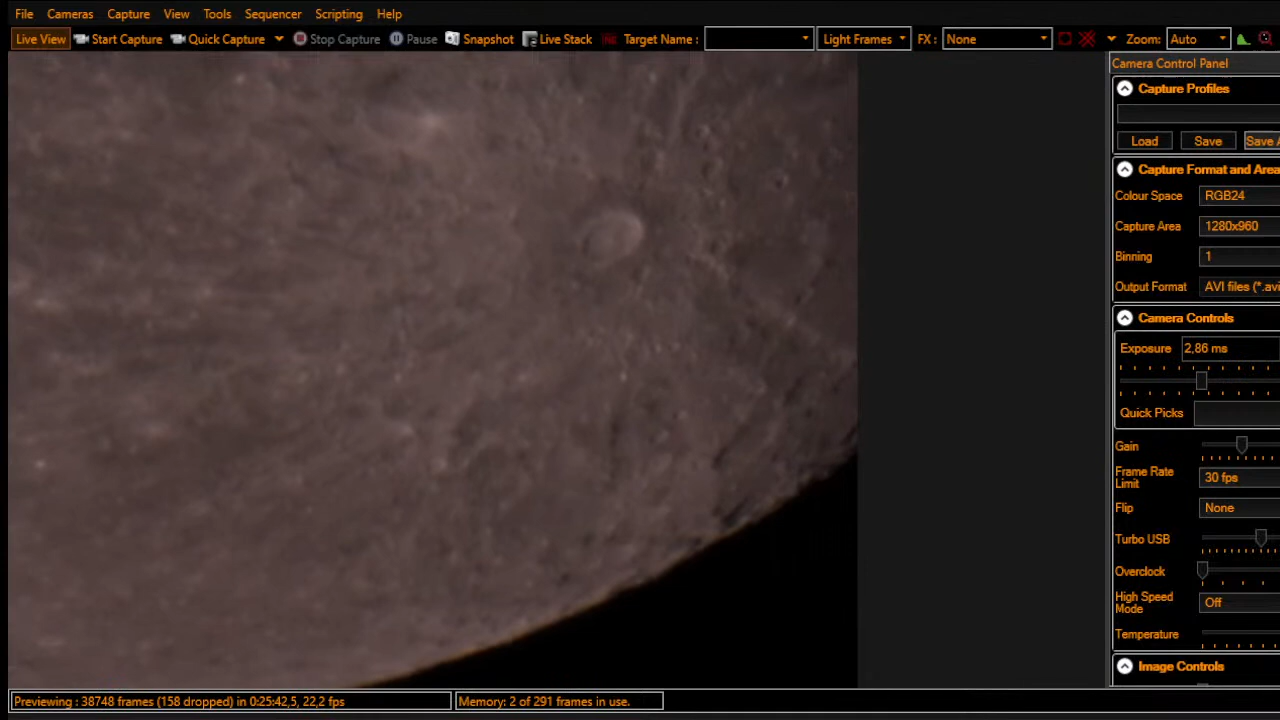 File Cameras Capture View Tools Sequencer Scripting Help
Live View Start Capture Quick Capture Stop Capture Pause Snapshot Live Stack Target Name : Light Frames FX : None Zoom: Auto
Camera Control Panel
Capture Profiles
Load Save Save A
Capture Format and Area
Colour Space RGB24
Capture Area 1280x960
Binning 1
Output Format AVI files (*.avi
Camera Controls
Exposure 2,86 ms
Quick Picks
Gain
Frame Rate
Limit 30 fps
Flip None
Turbo USB
Overclock
High Speed
Mode Off
Temperature
Image Controls
Previewing : 38748 frames (158 dropped) in 0:25:42,5, 22,2 fps Memory: 2 of 291 frames in use.